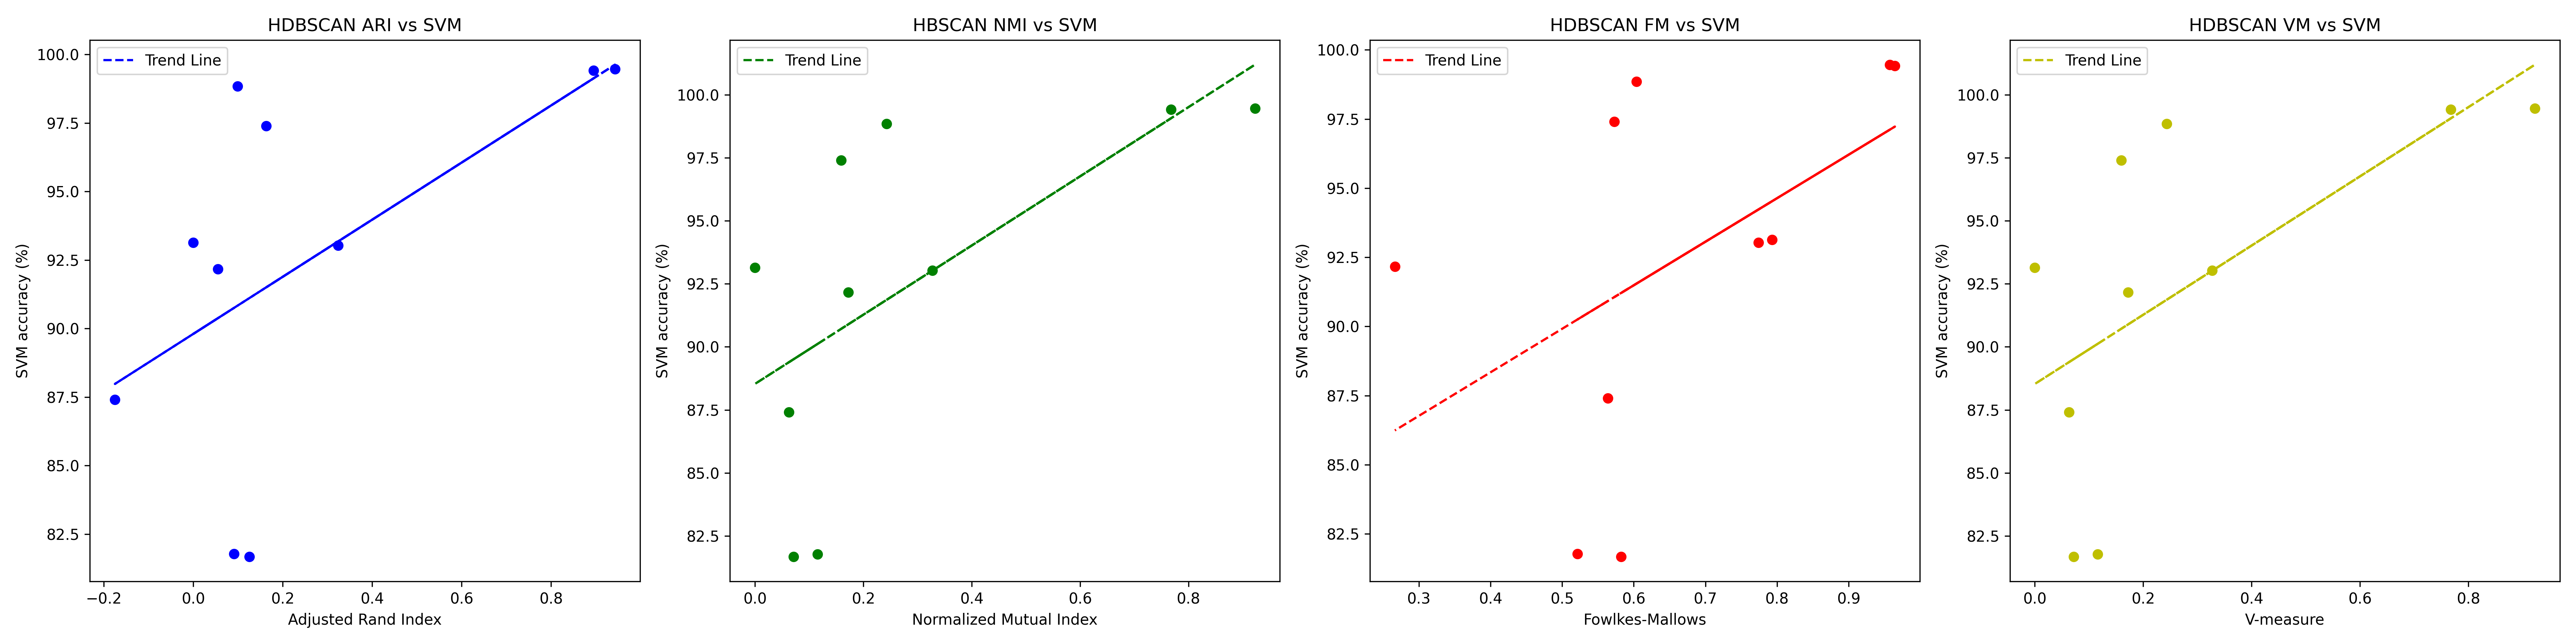 HDBSCAN ARI vs SVM
Trend Line
100.0
97.5
95.0
92.5
90.0
87.5
85.0
82.5
SVM accuracy (%)
−0.2 0.0 0.2 0.4 0.6 0.8
Adjusted Rand Index
HBSCAN NMI vs SVM
Trend Line
100.0
97.5
95.0
92.5
90.0
87.5
85.0
82.5
SVM accuracy (%)
0.0 0.2 0.4 0.6 0.8
Normalized Mutual Index
HDBSCAN FM vs SVM
Trend Line
100.0
97.5
95.0
92.5
90.0
87.5
85.0
82.5
SVM accuracy (%)
0.3 0.4 0.5 0.6 0.7 0.8 0.9
Fowlkes-Mallows
HDBSCAN VM vs SVM
Trend Line
100.0
97.5
95.0
92.5
90.0
87.5
85.0
82.5
SVM accuracy (%)
0.0 0.2 0.4 0.6 0.8
V-measure